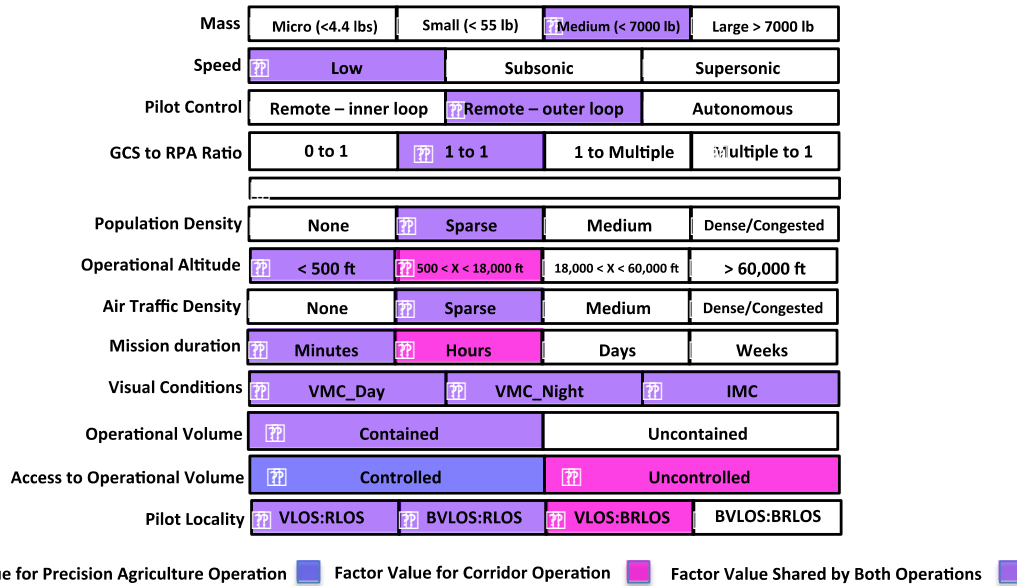 Mass Micro (<4.4 lbs) Small (< 55 lb) Medium (< 7000 lb) Large > 7000 lb
Speed Low Subsonic Supersonic
Pilot Control Remote – inner loop Remote – outer loop Autonomous
GCS to RPA Ratio 0 to 1 1 to 1 1 to Multiple Multiple to 1
Population Density None Sparse Medium Dense/Congested
Operational Altitude < 500 ft 500 < X < 18,000 ft 18,000 < X < 60,000 ft > 60,000 ft
Air Traffic Density None Sparse Medium Dense/Congested
Mission duration Minutes Hours Days Weeks
Visual Conditions VMC_Day VMC_Night IMC
Operational Volume Contained Uncontained
Access to Operational Volume Controlled Uncontrolled
Pilot Locality VLOS:RLOS BVLOS:RLOS VLOS:BRLOS BVLOS:BRLOS
for Precision Agriculture Operation Factor Value for Corridor Operation Factor Value Shared by Both Operations